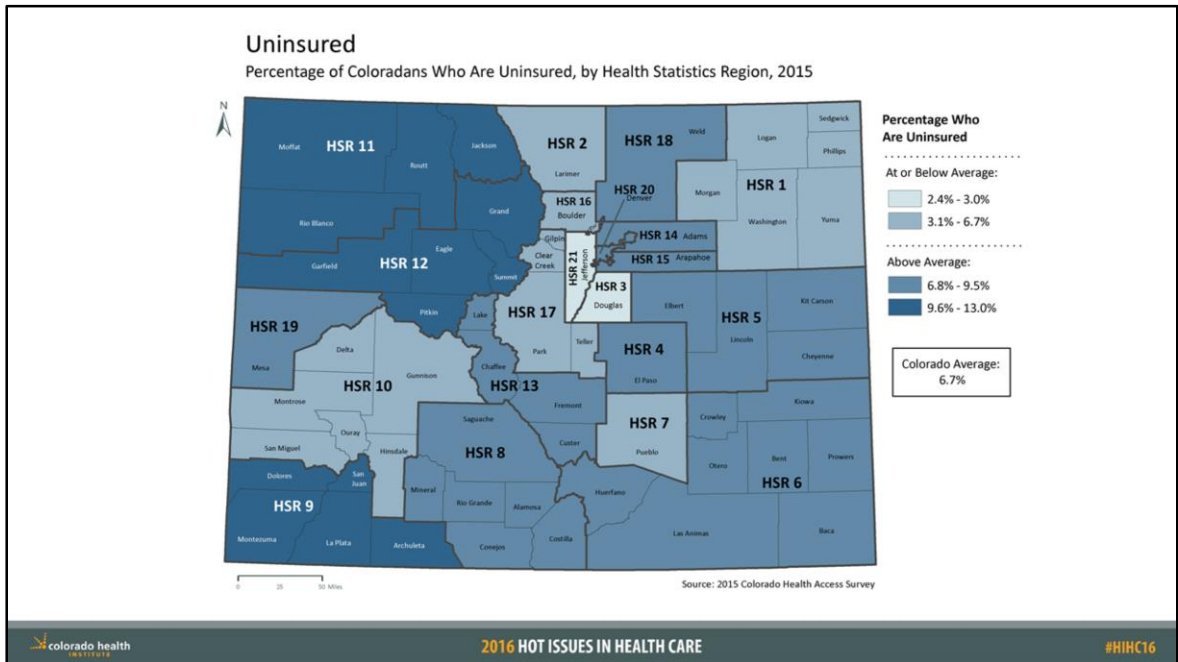 Uninsured
Percentage of Coloradans Who Are Uninsured, by Health Statistics Region, 2015
N
Moffat
HSR 11
Routt
Jackson
Rio Blanco
HSR 2
Larimer
HSR 18
Weld
Logan
Sedgwick
Phillips
HSR 1
Morgan
Washington
Yuma
Grand
HSR 16
Boulder
HSR 20
Denver
Gilpin
Clear
Creek
HSR 21
Jefferson
HSR 14 Adams
HSR 15 Arapahoe
HSR 12
Eagle
Garfield
Summit
Pitkin
HSR 3
Douglas
HSR 17
Park
Teller
Elbert
HSR 5
Lincoln
Kit Carson
Cheyenne
HSR 19
Mesa
Lake
Chaffee
HSR 13
Fremont
Custer
HSR 4
El Paso
Delta
Gunnison
HSR 10
Montrose
Ouray
San Miguel
Hinsdale
Saguache
HSR 8
Mineral
Rio Grande
Alamosa
Conejos
Costilla
HSR 7
Pueblo
Crowley
Kiowa
Otero
Bent
Prowers
HSR 6
Huerfano
Las Animas
Baca
Dolores
San
Juan
HSR 9
Montezuma
La Plata
Archuleta
Percentage Who
Are Uninsured
At or Below Average:
2.4% - 3.0%
3.1% - 6.7%
Above Average:
6.8% - 9.5%
9.6% - 13.0%
Colorado Average:
6.7%
0 25 50 Miles
Source: 2015 Colorado Health Access Survey
colorado health
INSTITUTE
2016 HOT ISSUES IN HEALTH CARE
#HIHC16